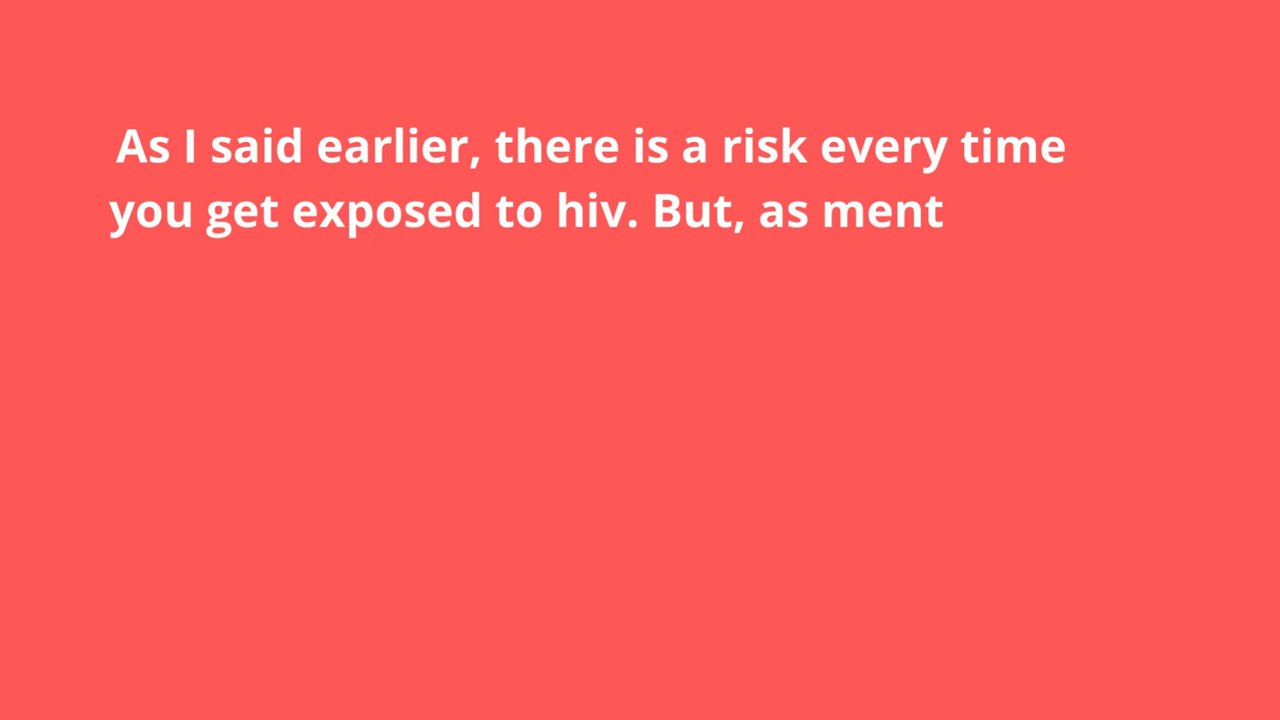 As I said earlier, there is a risk every time
you get exposed to hiv. But, as ment